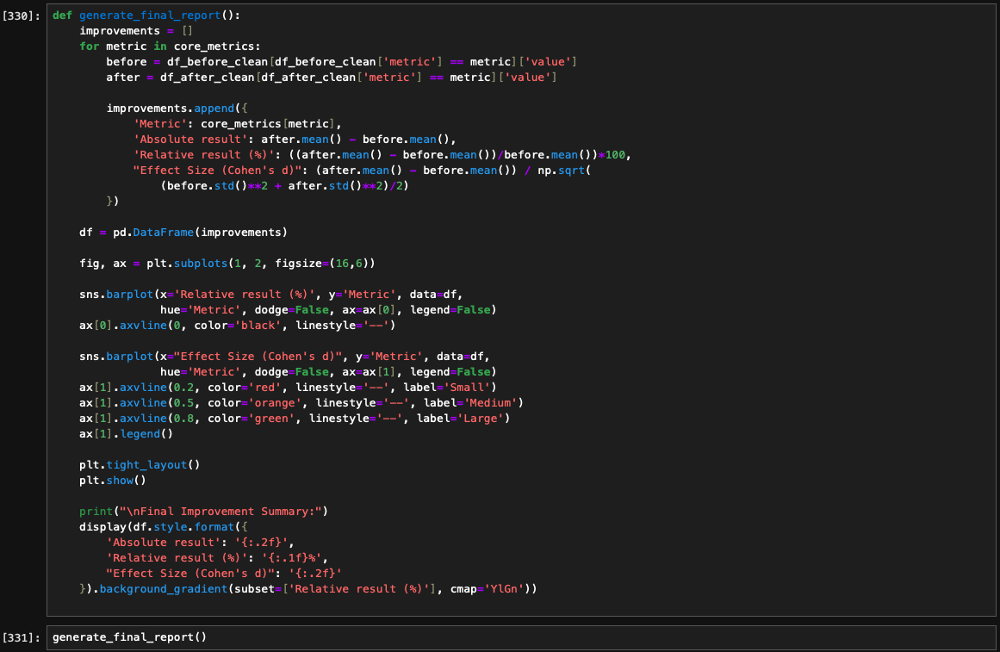 [330]: def generate_final_report():
    improvements = []
    for metric in core_metrics:
        before = df_before_clean[df_before_clean['metric'] == metric]['value']
        after = df_after_clean[df_after_clean['metric'] == metric]['value']

        improvements.append({
            'Metric': core_metrics[metric],
            'Absolute result': after.mean() - before.mean(),
            'Relative result (%)': ((after.mean() - before.mean())/before.mean())*100,
            "Effect Size (Cohen's d)": (after.mean() - before.mean()) / np.sqrt(
                (before.std()**2 + after.std()**2)/2)
        })

    df = pd.DataFrame(improvements)

    fig, ax = plt.subplots(1, 2, figsize=(16,6))

    sns.barplot(x='Relative result (%)', y='Metric', data=df,
                hue='Metric', dodge=False, ax=ax[0], legend=False)
    ax[0].axvline(0, color='black', linestyle='--')

    sns.barplot(x="Effect Size (Cohen's d)", y='Metric', data=df,
                hue='Metric', dodge=False, ax=ax[1], legend=False)
    ax[1].axvline(0.2, color='red', linestyle='--', label='Small')
    ax[1].axvline(0.5, color='orange', linestyle='--', label='Medium')
    ax[1].axvline(0.8, color='green', linestyle='--', label='Large')
    ax[1].legend()

    plt.tight_layout()
    plt.show()

    print("\nFinal Improvement Summary:")
    display(df.style.format({
        'Absolute result': '{:.2f}',
        'Relative result (%)': '{:.1f}%',
        "Effect Size (Cohen's d)": '{:.2f}'
    }).background_gradient(subset=['Relative result (%)'], cmap='YlGn'))

[331]: generate_final_report()